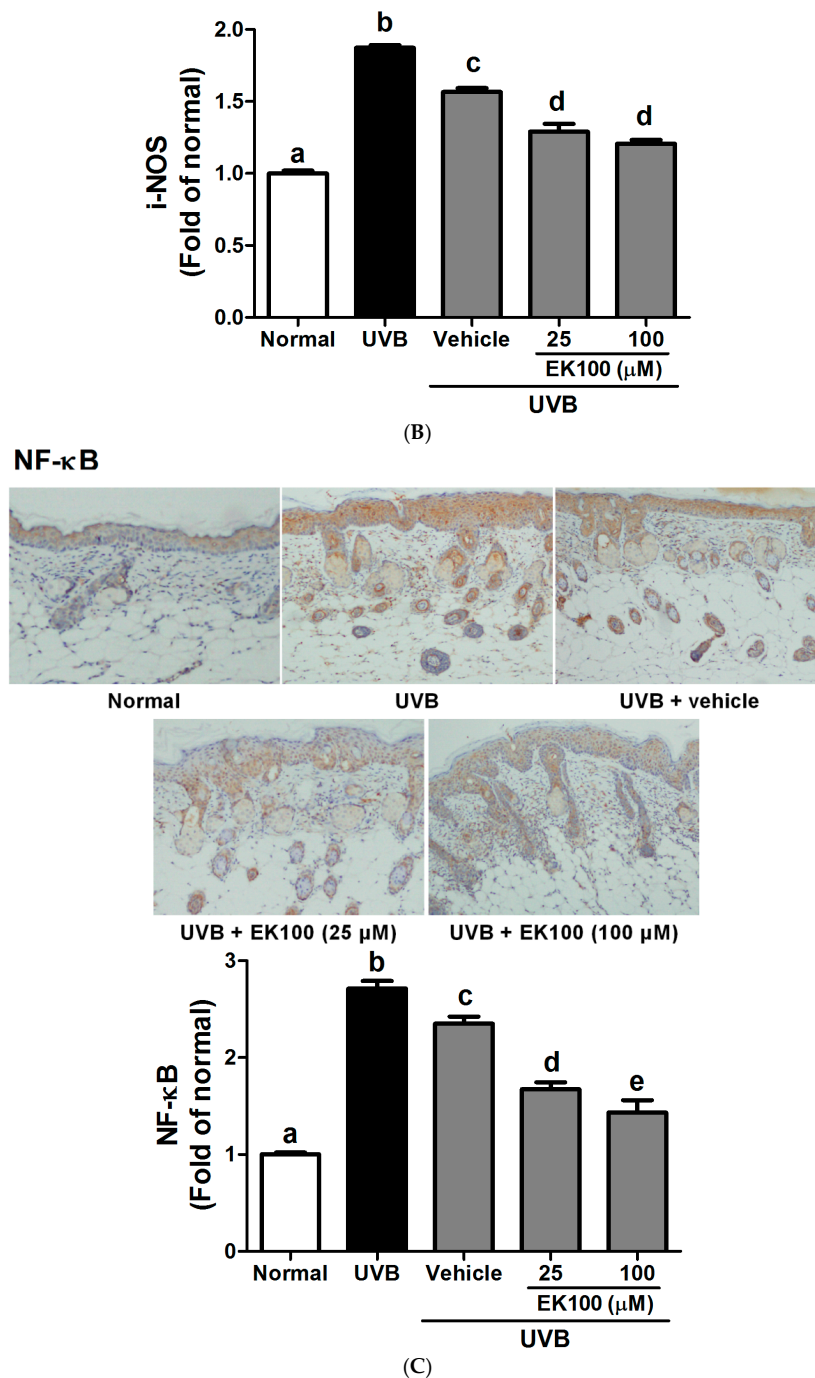 i-NOS
(Fold of normal)
2.0
1.5
1.0
0.5
0.0
a
b
c
d
d
Normal
UVB
Vehicle
25
100
EK100 (μM)
UVB
(B)
NF-κB
Normal
UVB
UVB + vehicle
UVB + EK100 (25 μM)
UVB + EK100 (100 μM)
NF-κB
(Fold of normal)
3
2
1
0
a
b
c
d
e
Normal
UVB
Vehicle
25
100
EK100 (μM)
UVB
(C)